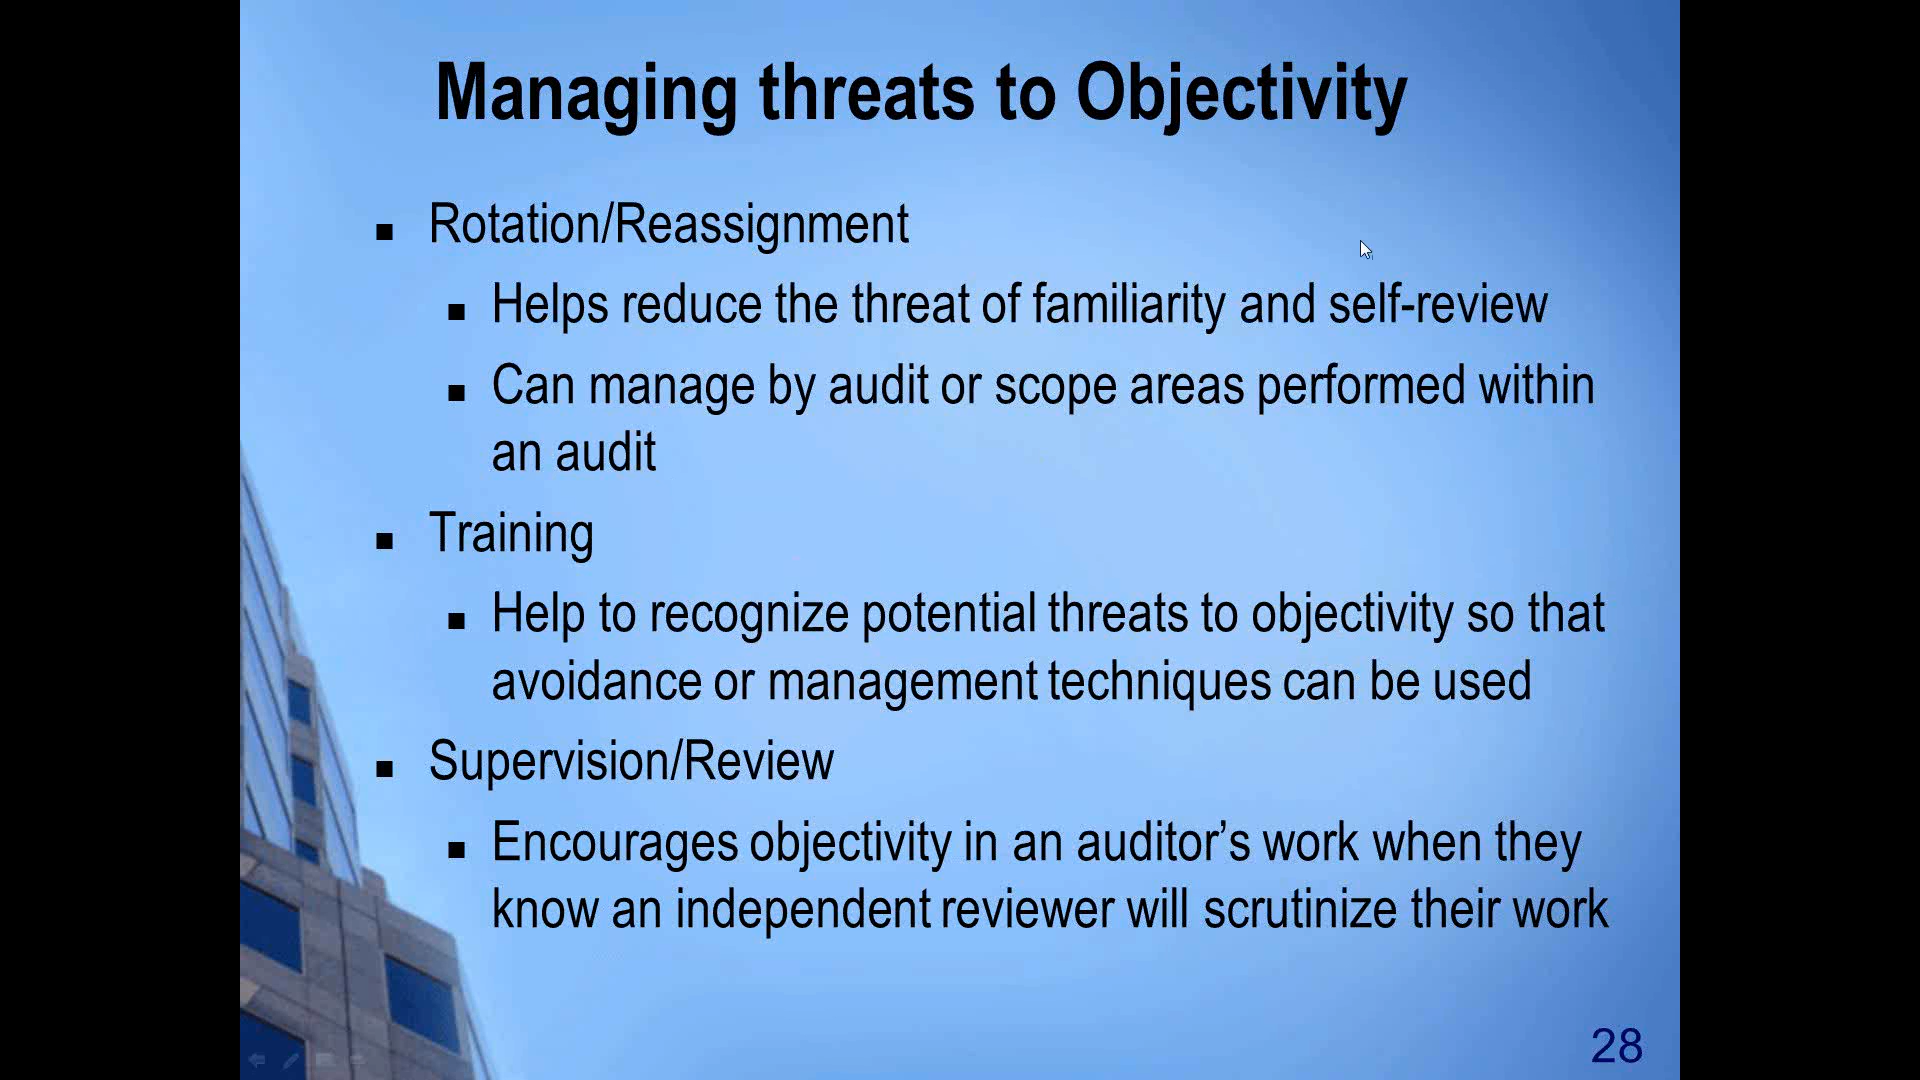 Managing threats to Objectivity
Rotation/Reassignment
Helps reduce the threat of familiarity and self-review
Can manage by audit or scope areas performed within
an audit
Training
Help to recognize potential threats to objectivity so that
avoidance or management techniques can be used
Supervision/Review
Encourages objectivity in an auditor’s work when they
know an independent reviewer will scrutinize their work
28